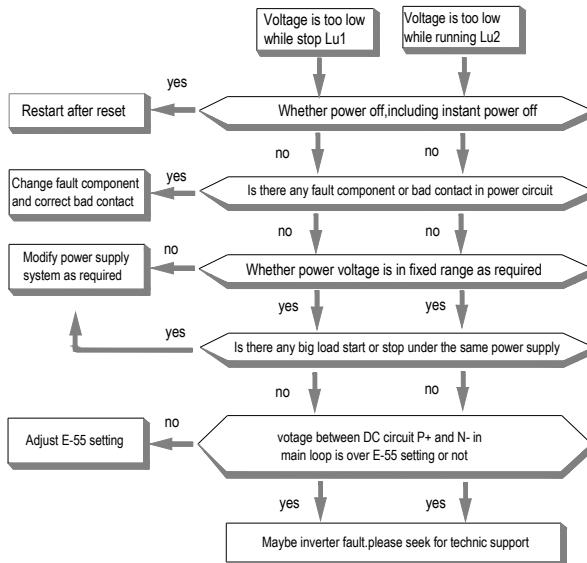 Voltage is too low
while stop Lu1
Voltage is too low
while running Lu2
yes
Restart after reset
Whether power off,including instant power off
no
no
yes
Change fault component
and correct bad contact
Is there any fault component or bad contact in power circuit
no
no
Modify power supply
system as required
no
Whether power voltage is in fixed range as required
yes
yes
yes
Is there any big load start or stop under the same power supply
no
no
Adjust E-55 setting
no
votage between DC circuit P+ and N- in
main loop is over E-55 setting or not
yes
yes
Maybe inverter fault.please seek for technic support